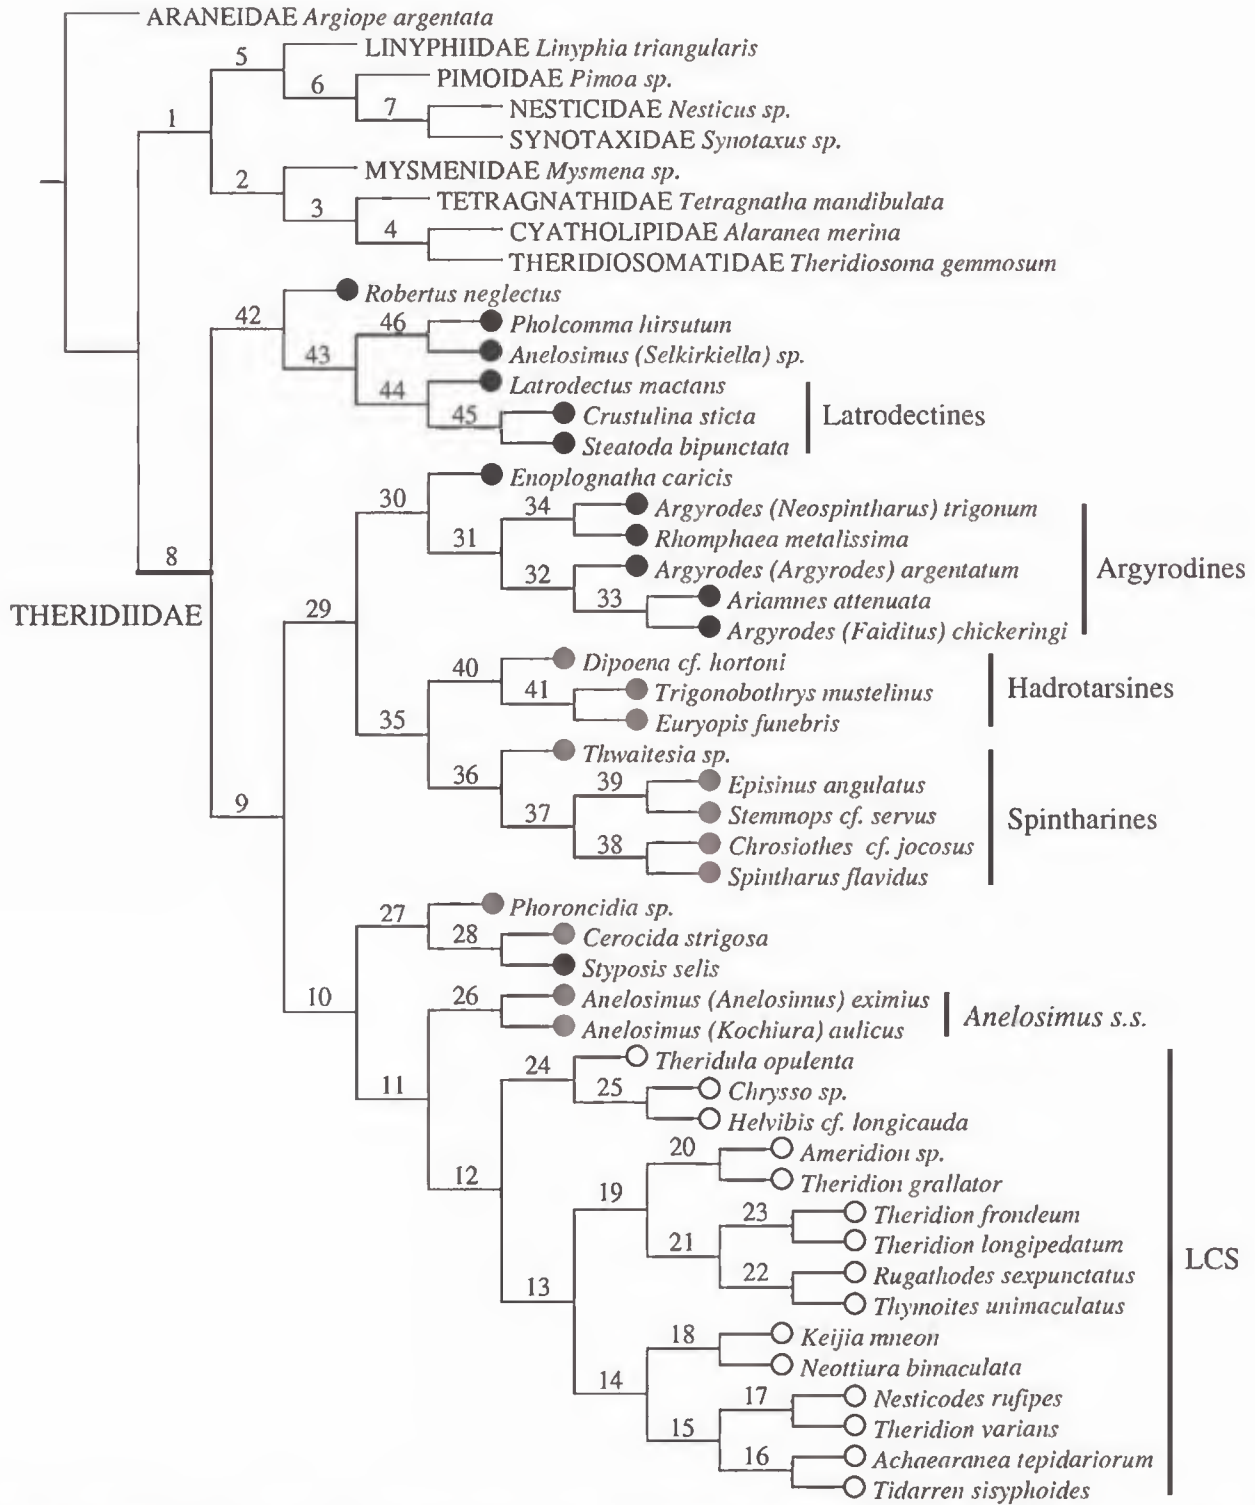 ARANEIDAE Argiope argentata
5
LINYPHIIDAE Linyphia triangularis
6
PIMOIDAE Pimoa sp.
1
7
NESTICIDAE Nesticus sp.
SYNOTAXIDAE Synotaxus sp.
2
MYSMENIDAE Mysmena sp.
3
TETRAGNATHIDAE Tetragnatha mandibulata
4
CYATHOLIPIDAE Alaranea merina
THERIDIOSOMATIDAE Theridiosoma gemmosum
42
Robertus neglectus
46
Pholcomma hirsutum
43
Anelosimus (Selkirkiella) sp.
44
Latrodectus mactans
45
Crustulina sticta
Latrodectines
Steatoda bipunctata
Enoplognatha caricis
30
34
Argyrodes (Neospintharus) trigonum
31
Rhomphaea metalissima
8
32
Argyrodes (Argyrodes) argentatum
Argyrodines
33
Ariamnes attenuata
THERIDIIDAE
29
Argyrodes (Faiditus) chickeringi
40
Dipoena cf. hortoni
41
Trigonobothrys mustelinus
Hadrotarsines
35
Euryopis funebris
Thwaitesia sp.
36
39
Episinus angulatus
9
37
Stemmops cf. servus
Spintharines
38
Chrosiothes cf. jocosus
Spintharus flavidus
27
Phoroncidia sp.
28
Cerocida strigosa
Styposis selis
10
26
Anelosimus (Anelosimus) eximius
Anelosimus s.s.
Anelosimus (Kochiura) aulicus
24
Theridula opulenta
11
25
Chrysso sp.
Helvibis cf. longicauda
20
Ameridion sp.
12
19
Theridion grallator
23
Theridion frondeum
21
Theridion longipedatum
LCS
22
Rugathodes sexpunctatus
13
Thymoites unimaculatus
18
Keijia mneon
Neottiura bimaculata
14
17
Nesticodes rufipes
15
Theridion varians
16
Achaearanea tepidariorum
Tidarren sisyphoides